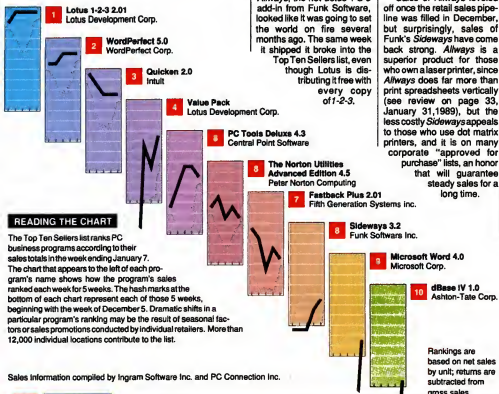 1 Lotus 1-2-3 2.01
Lotus Development Corp.
2 WordPerfect 5.0
WordPerfect Corp.
3 Quicken 2.0
Intuit
4 Value Pack
Lotus Development Corp.
5 PC Tools Deluxe 4.3
Central Point Software
The Norton Utilities
Advanced Edition 4.5
Peter Norton Computing
7 Fastback Plus 2.01
Fifth Generation Systems Inc.
8 Sideways 3.2
Funk Software Inc.
9 Microsoft Word 4.0
Microsoft Corp.
10 dBase IV 1.0
Ashton-Tate Corp.
READING THE CHART
The Top Ten Sellers list ranks PC
business programs according to their
sales totals in the week ending January 7.
The chart that appears to the left of each pro-
gram's name shows how the program's sales
ranked each week for 5 weeks. The hash marks at the
bottom of each chart represent each of those 5 weeks,
beginning with the week of December 5. Dramatic shifts in a
particular program's ranking may be the result of seasonal fac-
tors or sales promotions conducted by individual retailers. More than
12,000 individual locations contribute to the list.
Sales Information compiled by Ingram Software Inc. and PC Connection Inc.
add-in from Funk Software,
looked like it was going to set
the world on fire several
months ago. The same week
it shipped it broke into the
Top Ten Sellers list, even
though Lotus is dis-
tributing it free with
every copy
of 1-2-3.
off once the retail sales pipe-
line was filled in December,
but surprisingly, sales of
Funk's Sideways have come
back strong. Allways is a
superior product for those
who own a laser printer, since
Allways does far more than
print spreadsheets vertically
(see review on page 33,
January 31, 1989), but the
less costly Sideways appeals
to those who use dot matrix
printers, and it is on many
corporate "approved for
purchase" lists, an honor
that will guarantee
steady sales for a
long time.
Rankings are
based on net sales
by unit; returns are
subtracted from
gross sales